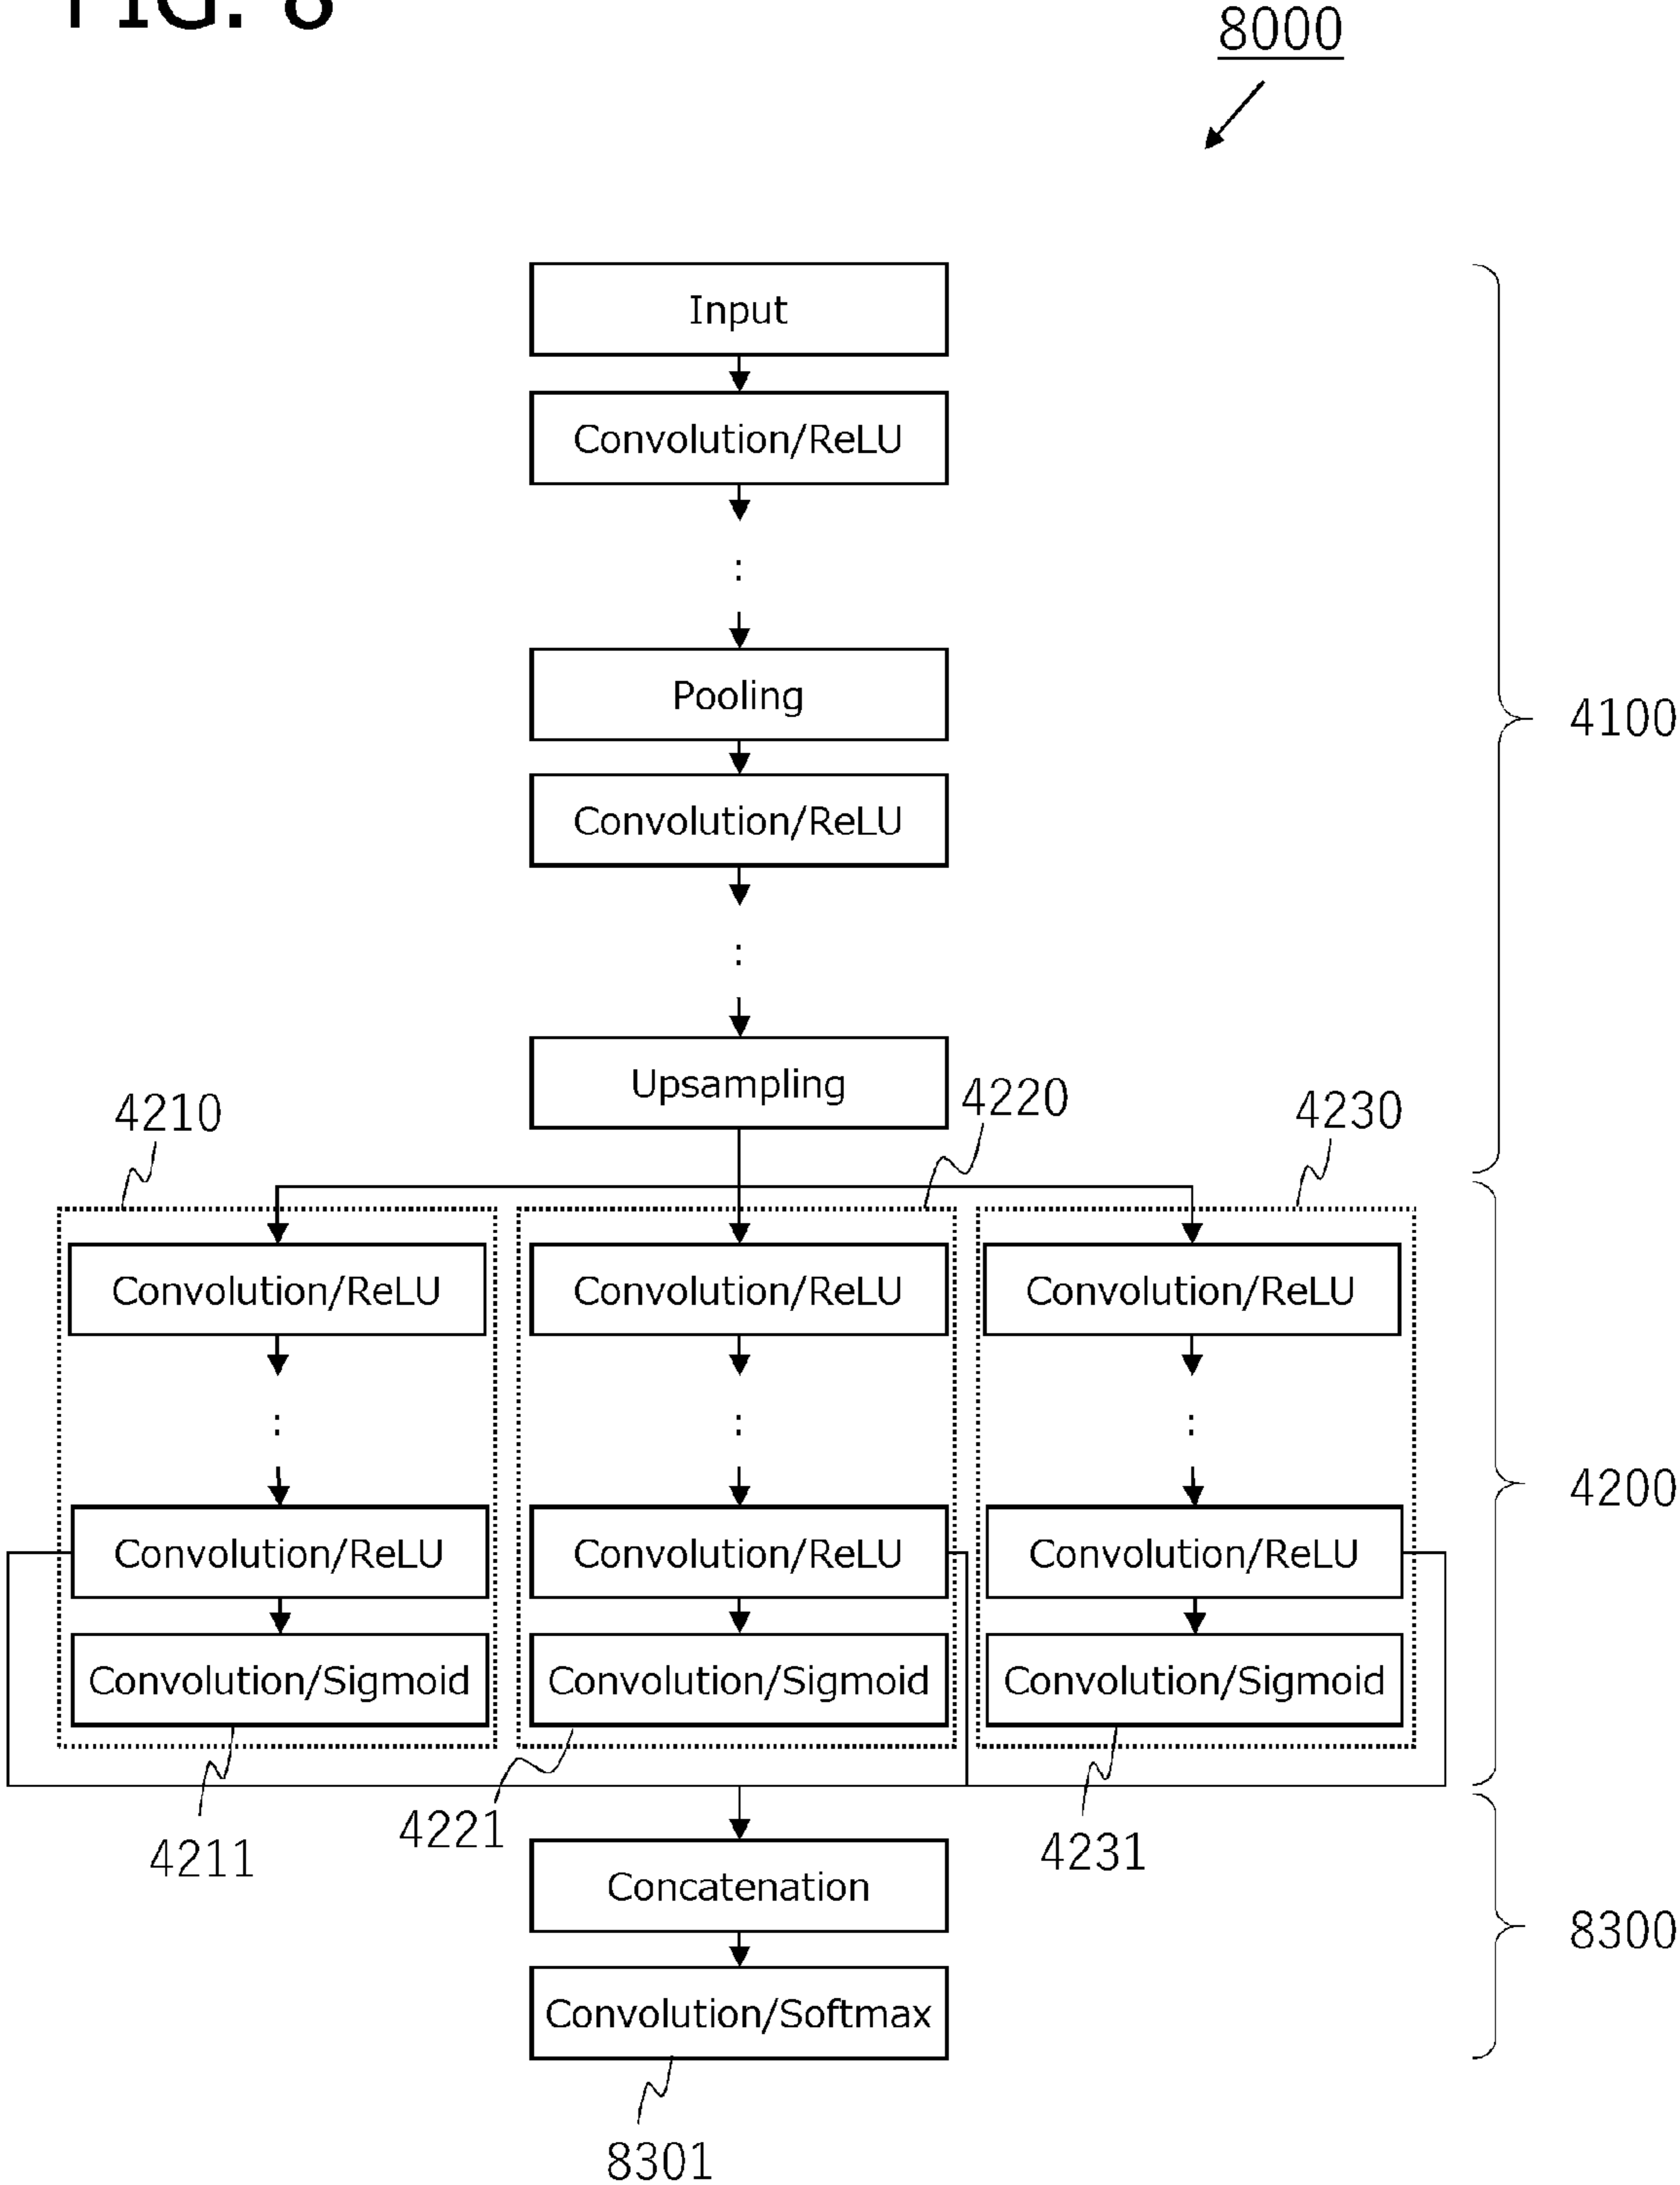 FIG. 8
8000
Input
Convolution/ReLU
:
Pooling
Convolution/ReLU
4100
:
Upsampling
4210
4220
4230
Convolution/ReLU
Convolution/ReLU
Convolution/ReLU
:
:
:
4200
Convolution/ReLU
Convolution/ReLU
Convolution/ReLU
Convolution/Sigmoid
Convolution/Sigmoid
Convolution/Sigmoid
4211
4221
4231
Concatenation
8300
Convolution/Softmax
8301